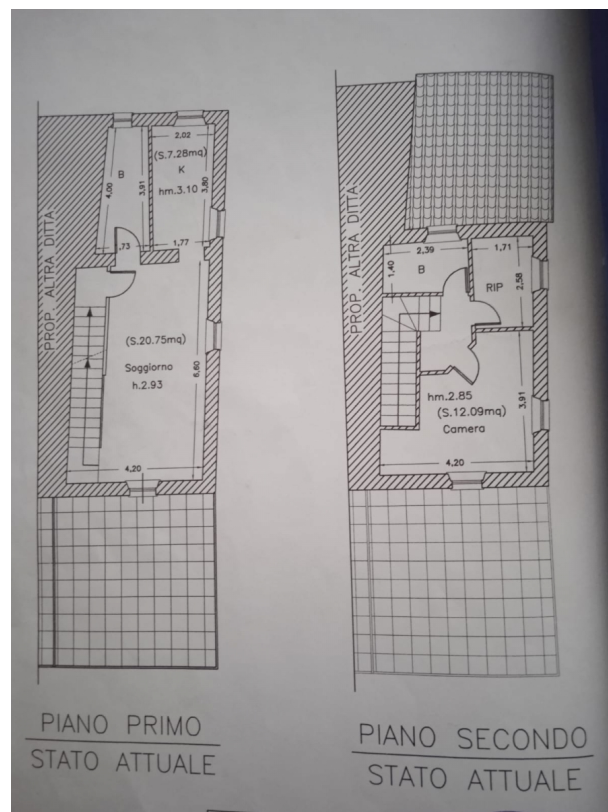 2,02
(S.7.28mq)
K
hm.3.10
B
4,00
3,91
3,80
,73
1,77
PROP. ALTRA DITTA
(S.20.75mq)
Soggiorno
h.2.93
6,60
4,20
PIANO PRIMO
STATO ATTUALE
PROP. ALTRA DITTA
2,39
1,71
1,40
B
RIP
2,58
hm.2.85
(S.12.09mq)
Camera
3,91
4,20
PIANO SECONDO
STATO ATTUALE